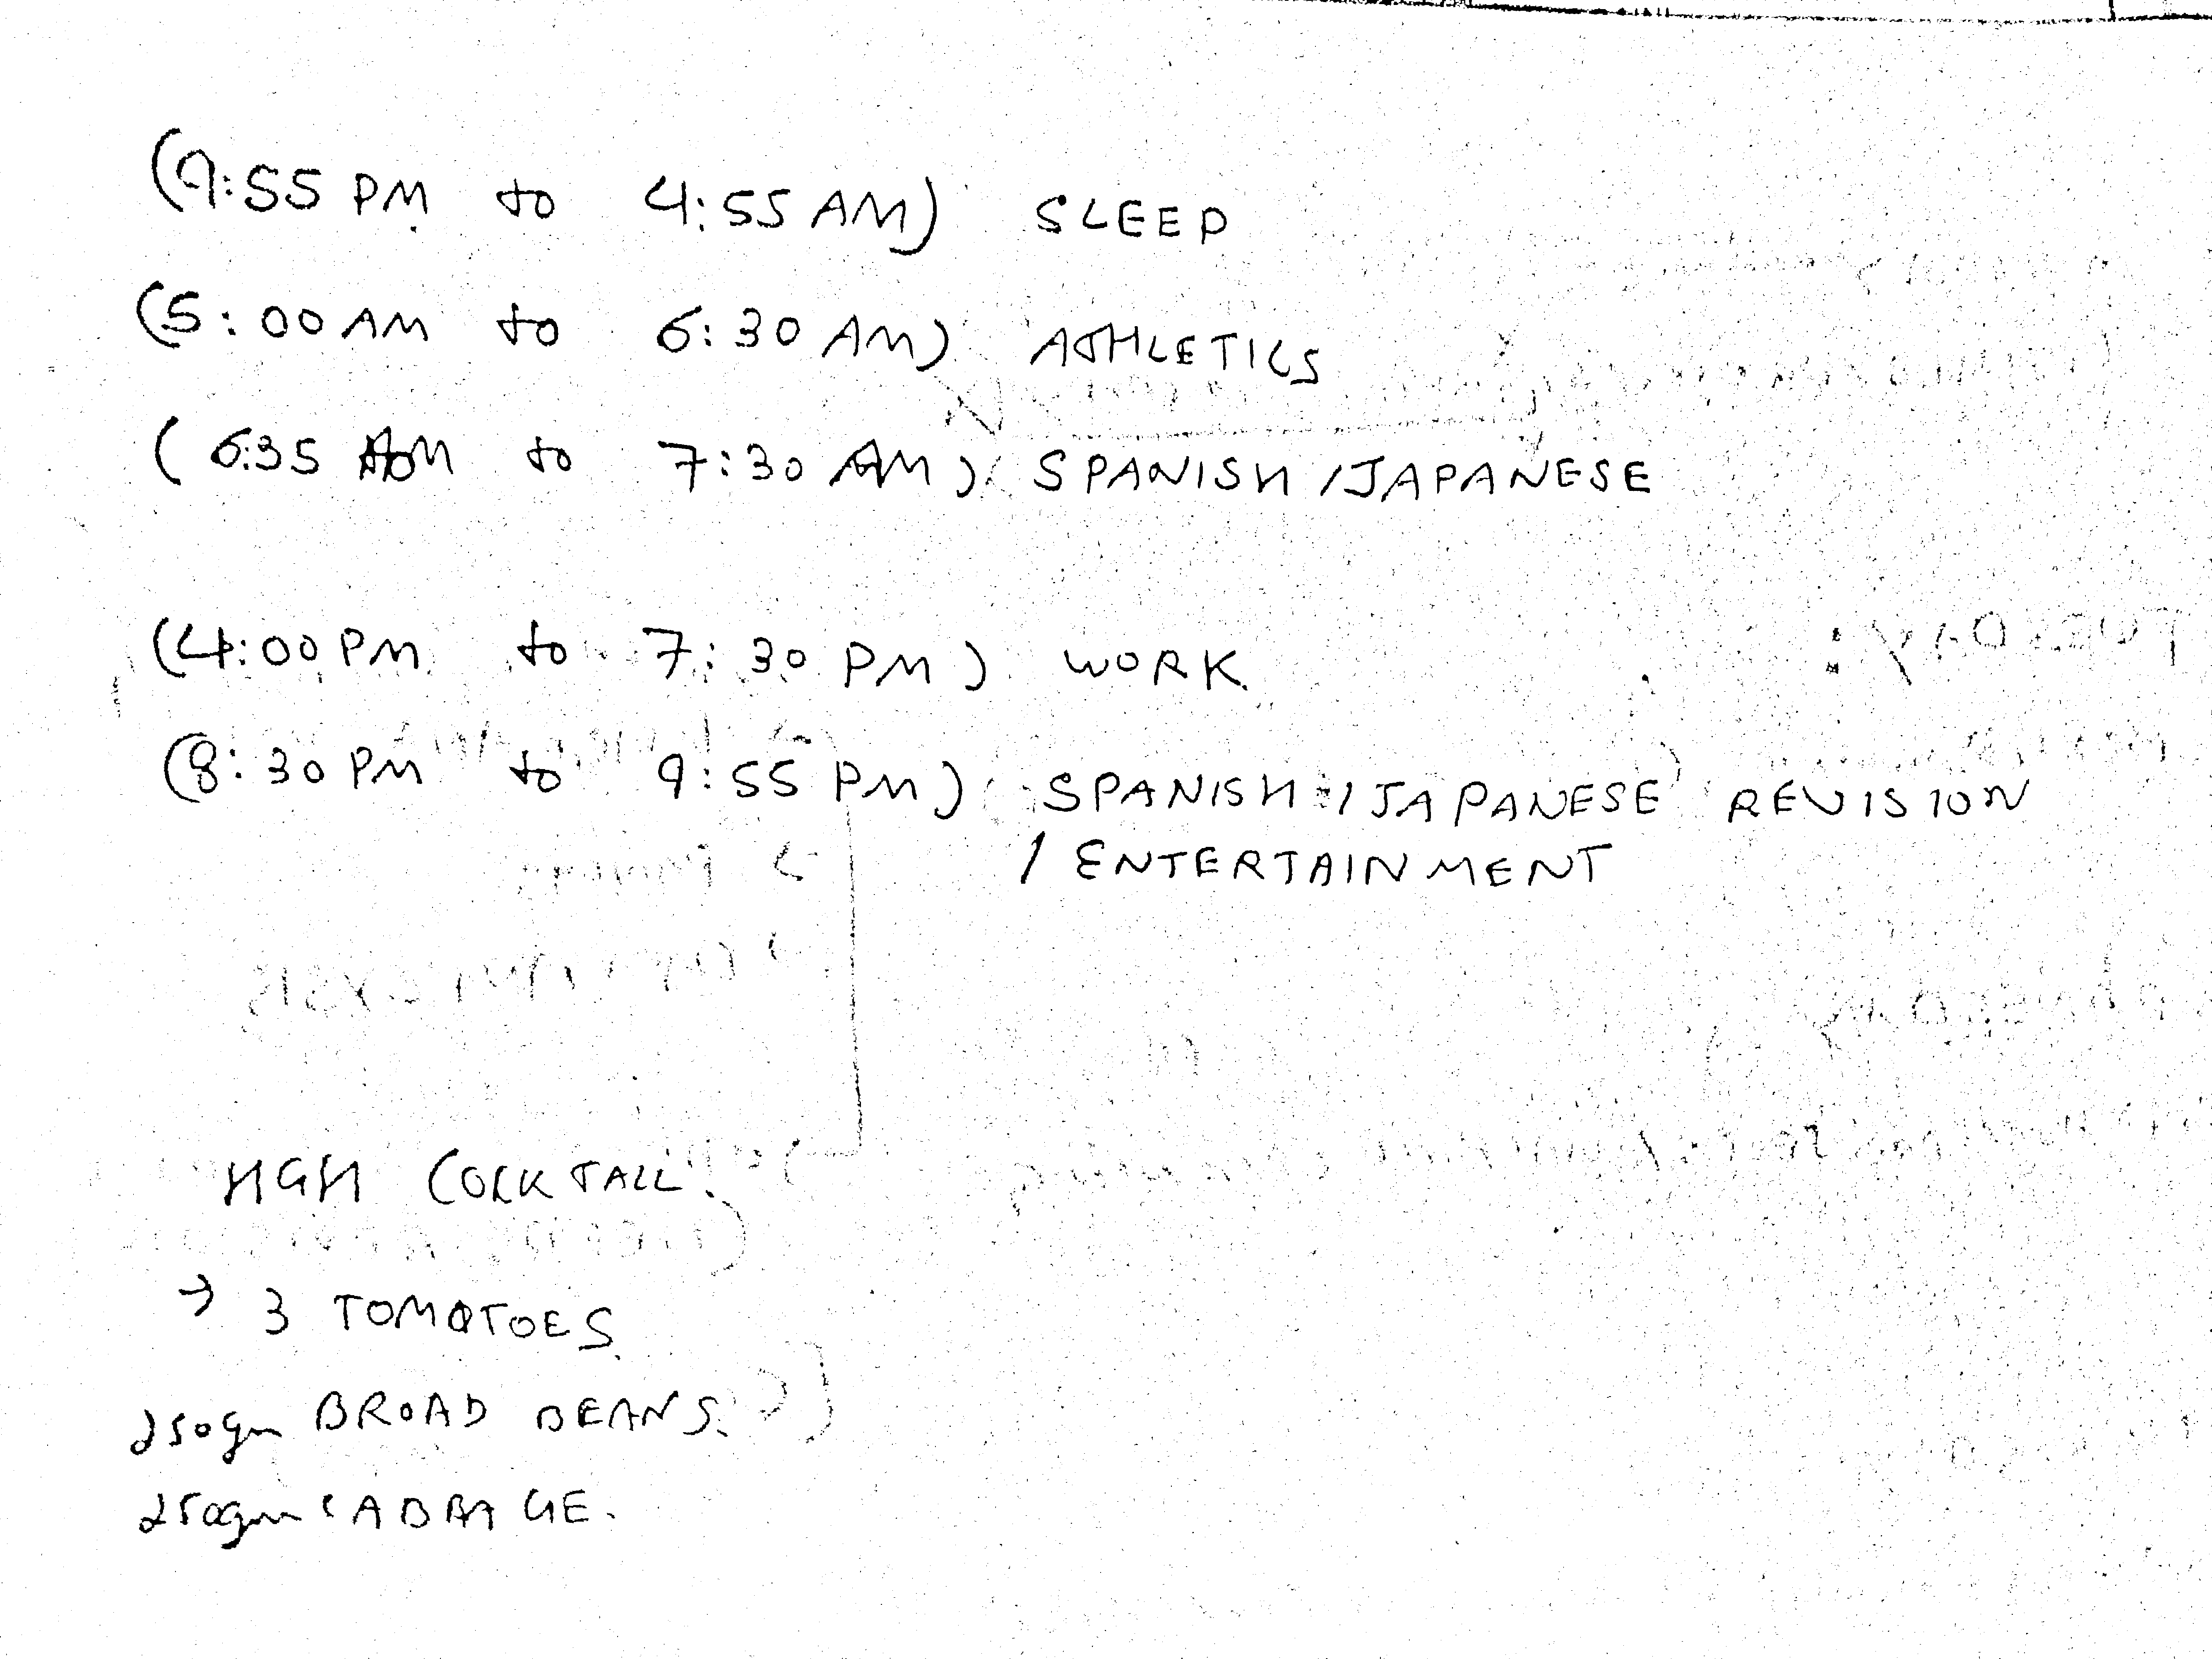 (9:55 PM to 4:55 AM) SLEEP
(5:00 AM to 6:30 AM) ATHLETICS
(6:35 AM to 7:30 AM) SPANISH /JAPANESE
(4:00 PM to 7:30 PM) WORK.
(8:30 PM to 9:55 PM) SPANISH / JAPANESE REVISION
/ ENTERTAINMENT
HGH COCKTAIL.
→ 3 TOMATOES.
250gm BROAD BEANS.
250gm CABBAGE.